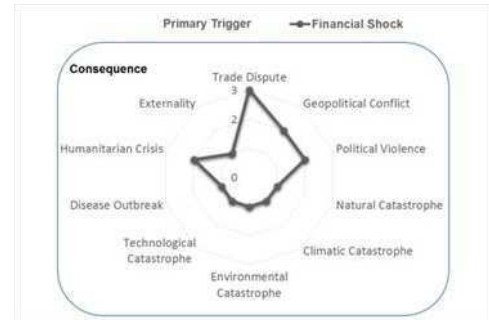 Primary Trigger Financial Shock
Consequence
Trade Dispute
3
Externality
Geopolitical Conflict
2
Humanitarian Crisis
Political Violence
0
Disease Outbreak
Natural Catastrophe
Technological
Catastrophe
Climatic Catastrophe
Environmental
Catastrophe